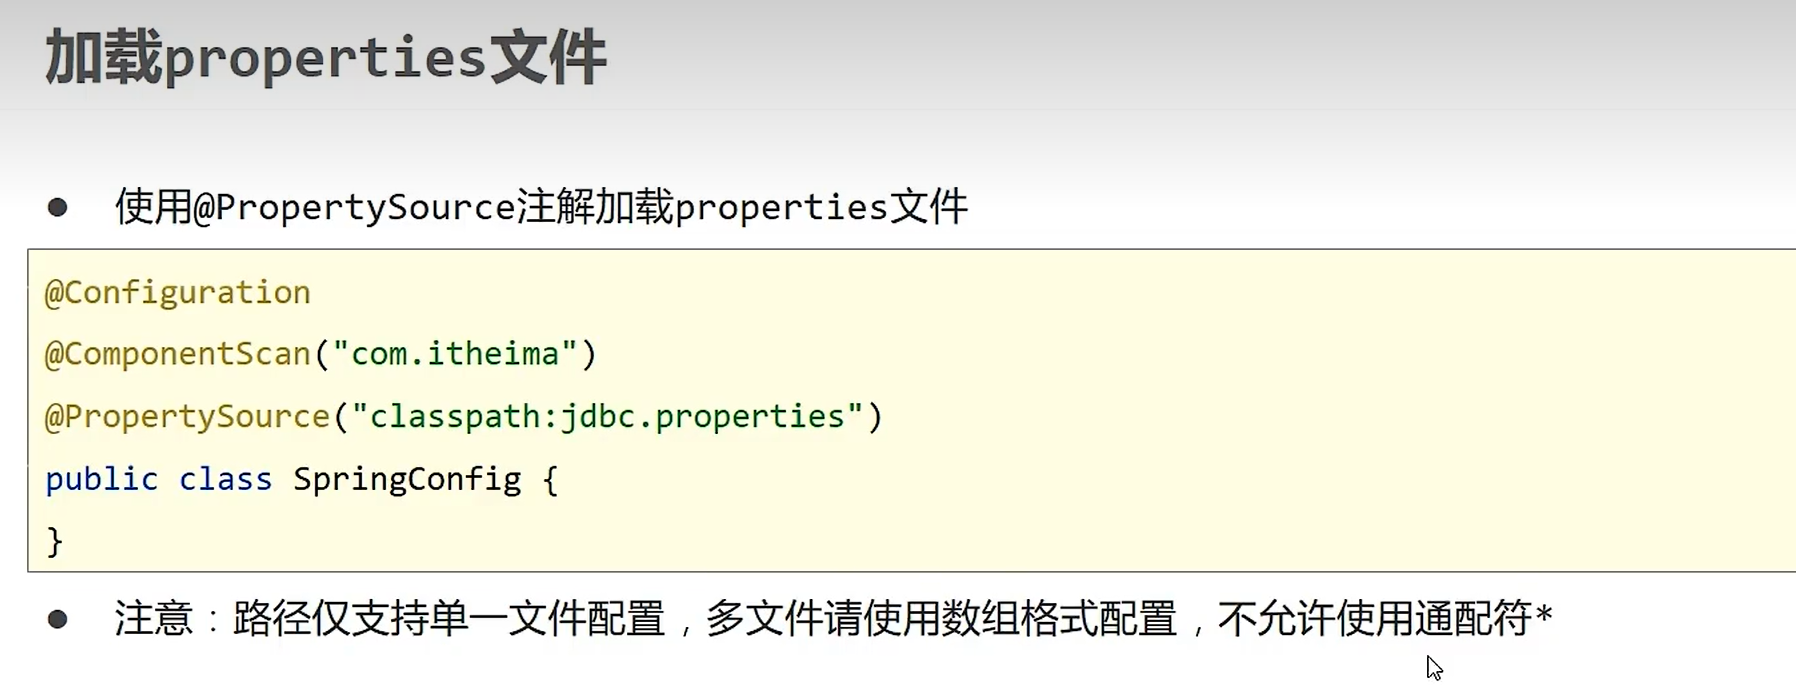 加载properties文件
● 使用@PropertySource注解加载properties文件
@Configuration
@ComponentScan("com.itheima")
@PropertySource("classpath:jdbc.properties")
public class SpringConfig {
}
● 注意：路径仅支持单一文件配置，多文件请使用数组格式配置，不允许使用通配符*